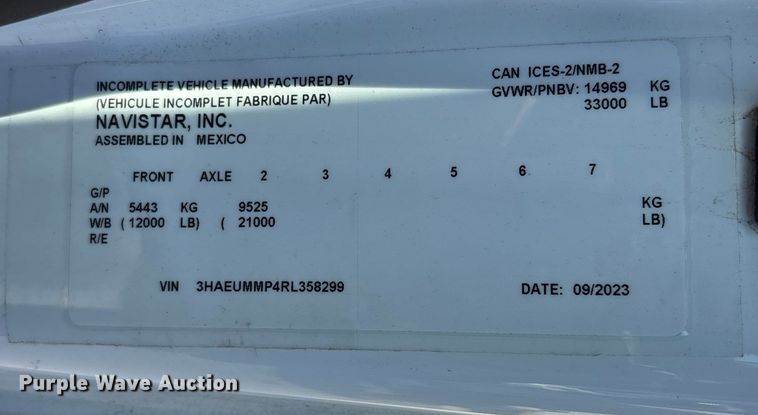 INCOMPLETE VEHICLE MANUFACTURED BY
(VEHICULE INCOMPLET FABRIQUE PAR)
NAVISTAR, INC.
ASSEMBLED IN MEXICO
CAN ICES-2/NMB-2
GVWR/PNBV: 14969 KG
33000 LB
FRONT AXLE 2 3 4 5 6 7
G/P
A/N 5443 KG 9525 KG
W/B ( 12000 LB) ( 21000 LB)
R/E
VIN 3HAEUMMP4RL358299 DATE: 09/2023
Purple Wave Auction